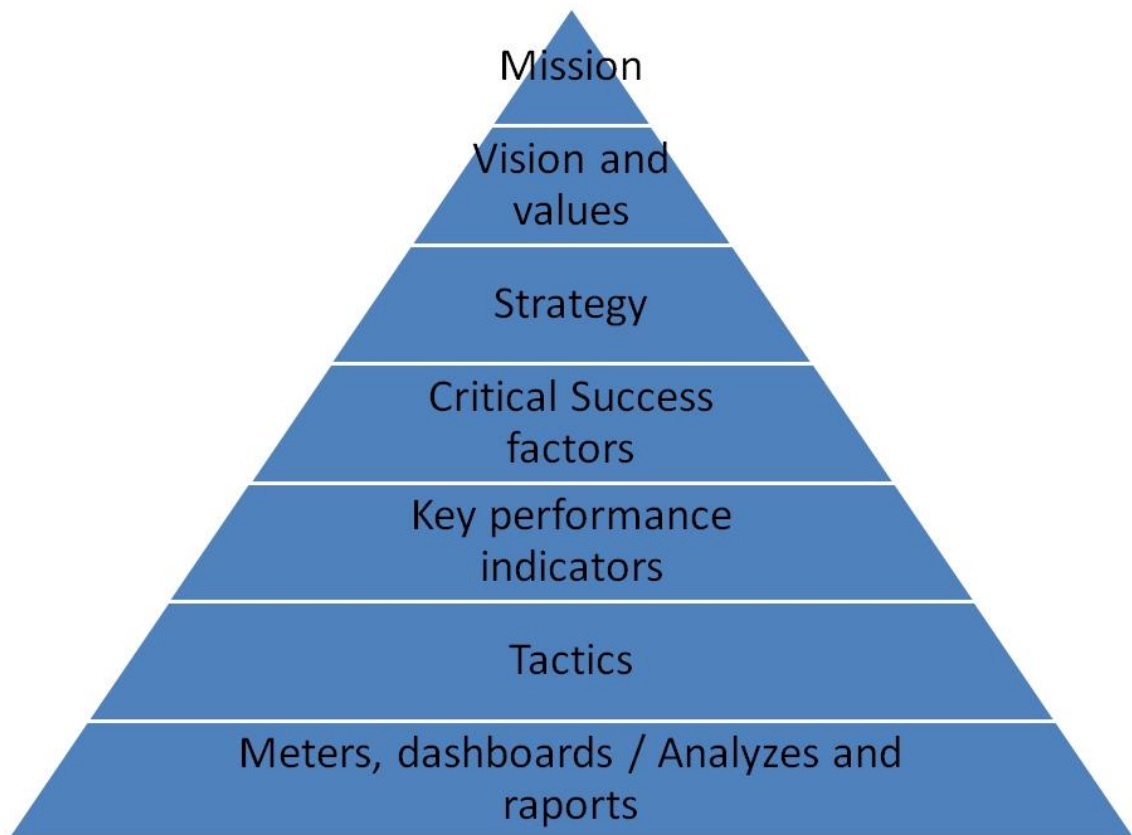 Mission
Vision and
values
Strategy
Critical Success
factors
Key performance
indicators
Tactics
Meters, dashboards / Analyzes and
raports